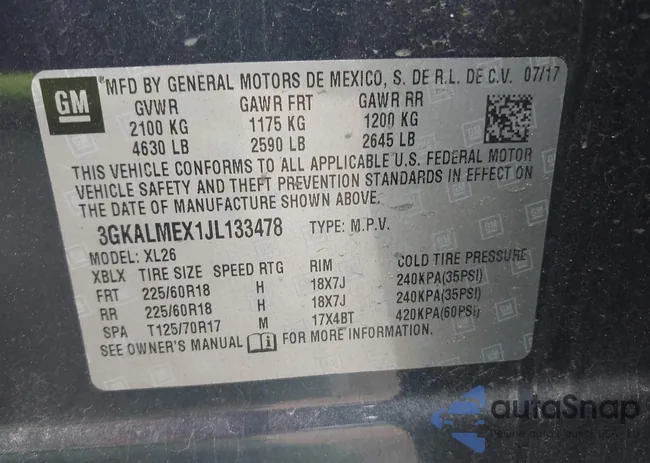 GM
MFD BY GENERAL MOTORS DE MEXICO, S. DE R.L. DE C.V. 07/17
GVWR GAWR FRT GAWR RR
2100 KG 1175 KG 1200 KG
4630 LB 2590 LB 2645 LB
THIS VEHICLE CONFORMS TO ALL APPLICABLE U.S. FEDERAL MOTOR
VEHICLE SAFETY AND THEFT PREVENTION STANDARDS IN EFFECT ON
THE DATE OF MANUFACTURE SHOWN ABOVE.
3GKALMEX1JL133478 TYPE: M.P.V.
MODEL: XL26
XBLX TIRE SIZE SPEED RTG RIM COLD TIRE PRESSURE
FRT 225/60R18 H 18X7J 240KPA(35PSI)
RR 225/60R18 H 18X7J 240KPA(35PSI)
SPA T125/70R17 M 17X4BT 420KPA(60PSI)
SEE OWNER'S MANUAL FOR MORE INFORMATION.
autoSnap